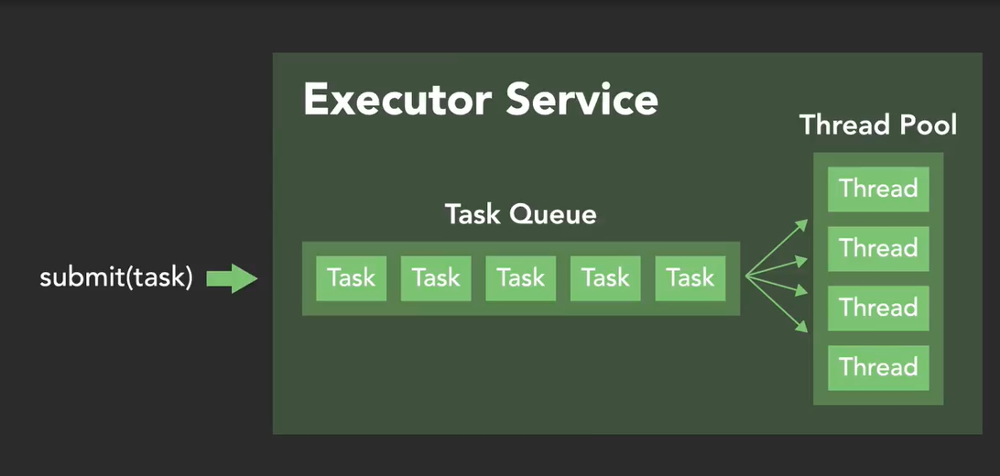 Executor Service
Thread Pool
Task Queue
submit(task)
Task Task Task Task Task
Thread
Thread
Thread
Thread